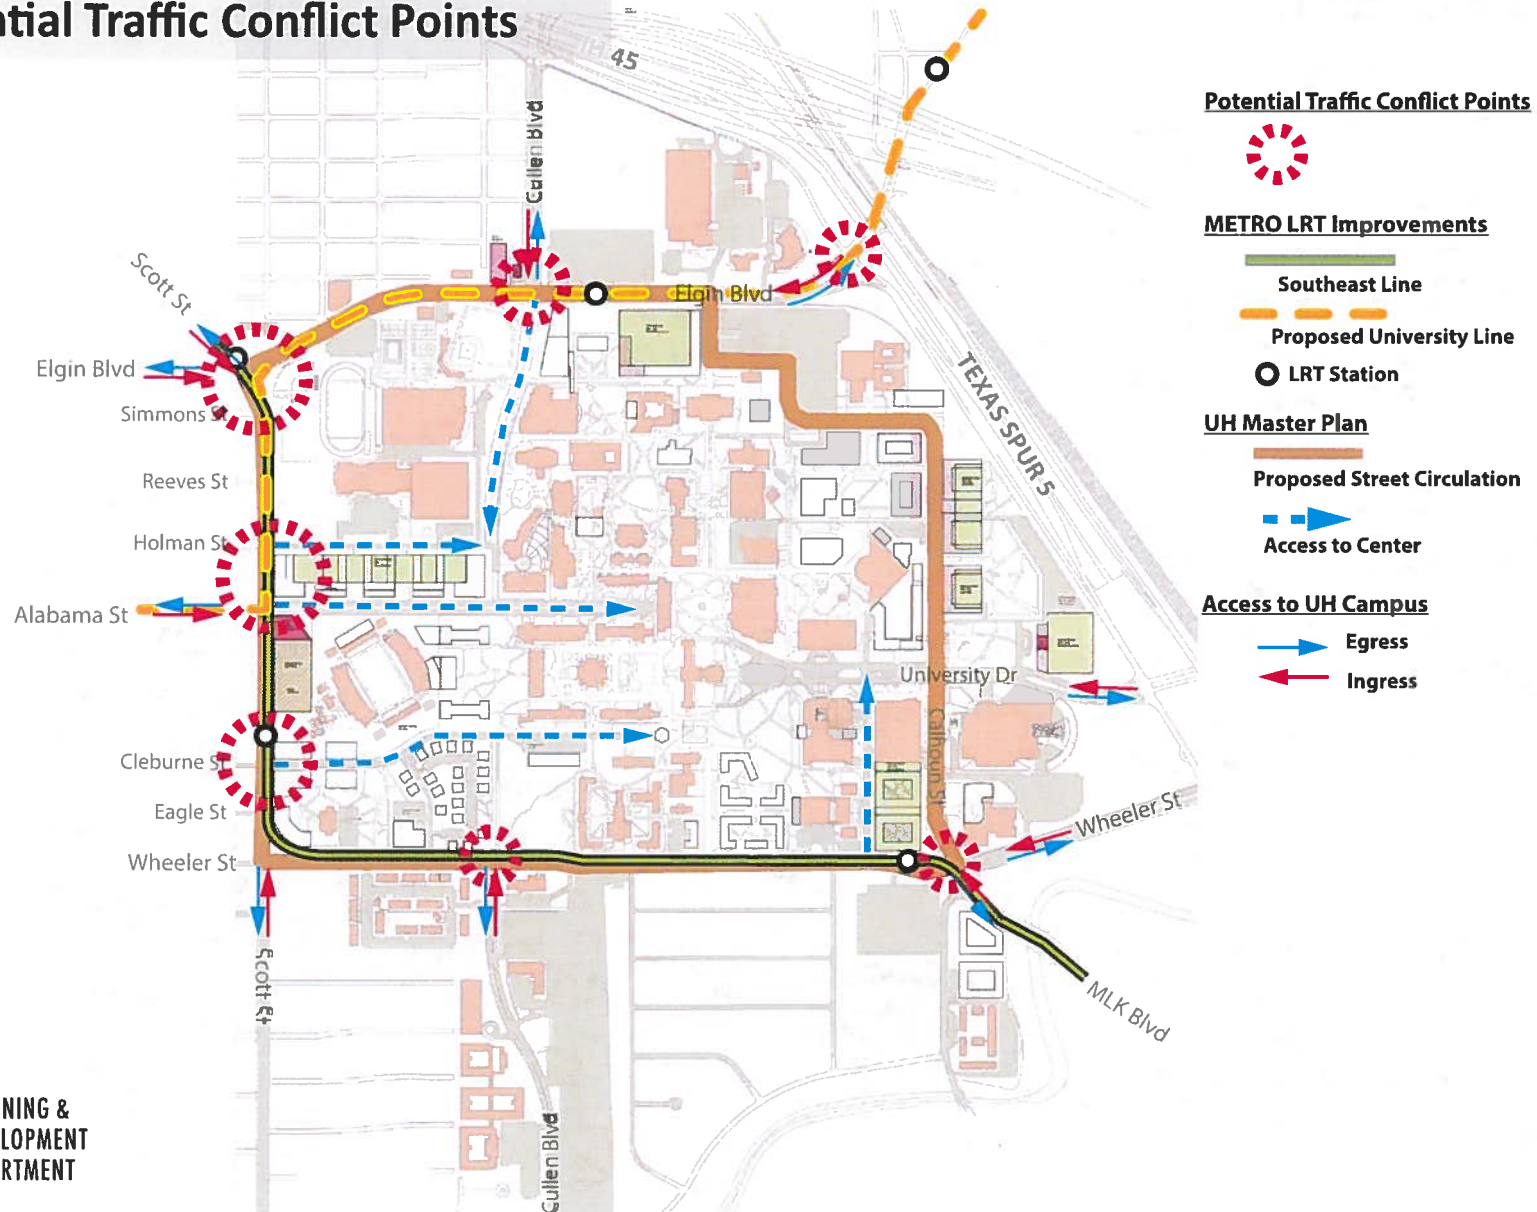 ntial Traffic Conflict Points
IH 45
Cullen Blvd
Scott St
Elgin Blvd
Elgin Blvd
Simmons St
Reeves St
Holman St
Alabama St
TEXAS SPUR 5
University Dr
Calhoun St
Cleburne St
Eagle St
Wheeler St
Wheeler St
Scott St
MLK Blvd
Cullen Blvd
NING &
LOPMENT
RTMENT
Potential Traffic Conflict Points
METRO LRT Improvements
Southeast Line
Proposed University Line
LRT Station
UH Master Plan
Proposed Street Circulation
Access to Center
Access to UH Campus
Egress
Ingress